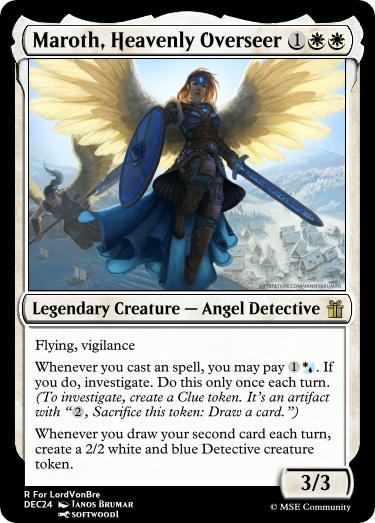 Maroth, Heavenly Overseer 1
ARTSTATION.COM/JANOSBRUMAR
Legendary Creature — Angel Detective
Flying, vigilance
Whenever you cast an spell, you may pay 1 . If
you do, investigate. Do this only once each turn.
(To investigate, create a Clue token. It's an artifact
with “2, Sacrifice this token: Draw a card.”)
Whenever you draw your second card each turn,
create a 2/2 white and blue Detective creature
token.
3/3
R For LordVonBre
DEC24 Janos Brumar
softwood1
© MSE Community